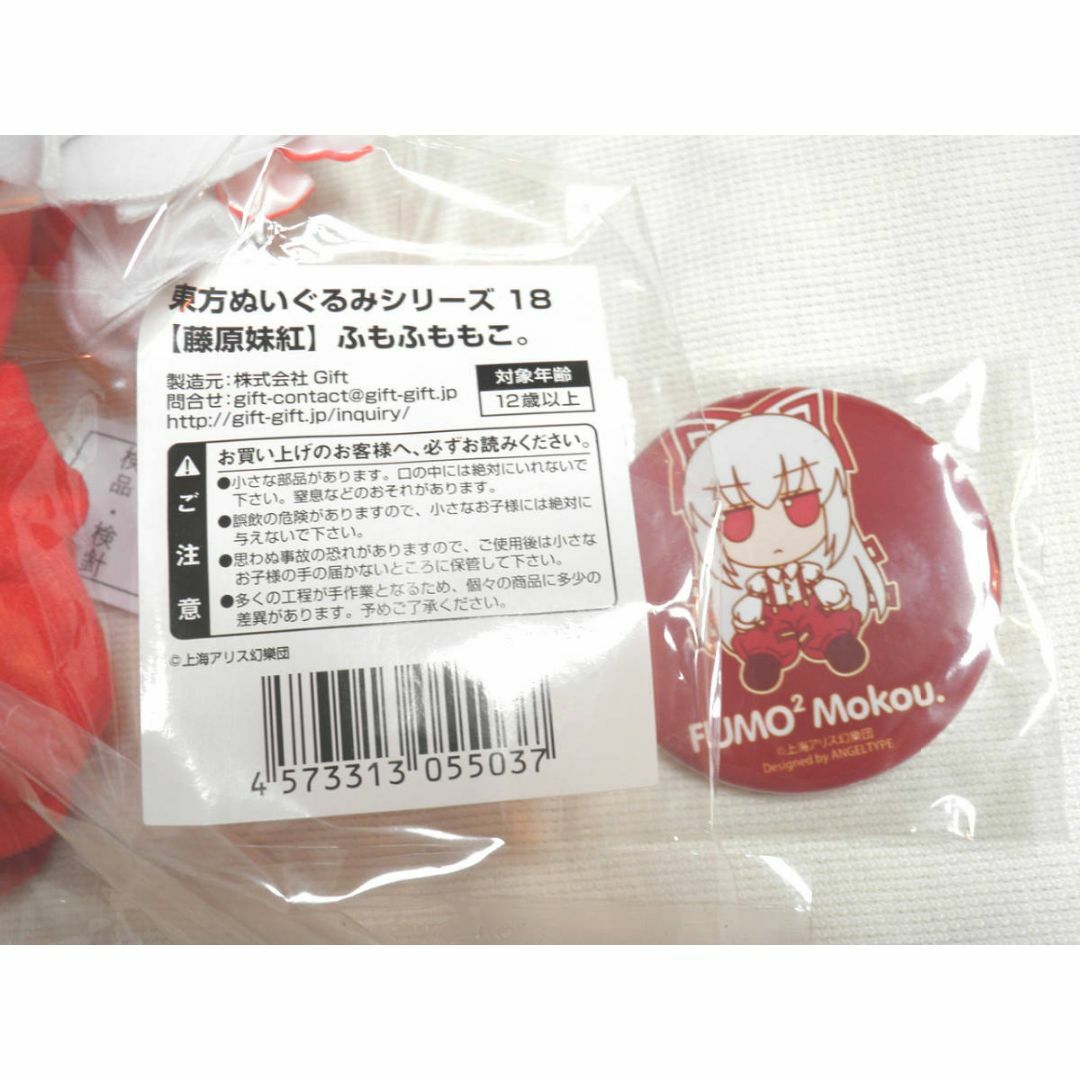 東方ぬいぐるみシリーズ 18
【藤原妹紅】ふもふももこ。
製造元:株式会社 Gift
問合せ:gift-contact@gift-gift.jp
http://gift-gift.jp/inquiry/
対象年齢
12歳以上
ご注意
お買い上げのお客様へ、必ずお読みください。
●小さな部品があります。口の中には絶対にいれないで
下さい。窒息などのおそれがあります。
●誤飲の危険がありますので、小さなお子様には絶対に
与えないで下さい。
●思わぬ事故の恐れがありますので、ご使用後は小さな
お子様の手の届かないところに保管して下さい。
●多くの工程が手作業となるため、個々の商品に多少の
差異があります。予めご了承ください。
©上海アリス幻樂団
4 573313 055037
検品・検針
FUMO² Mokou.
©上海アリス幻樂団
Designed by ANGELTYPE